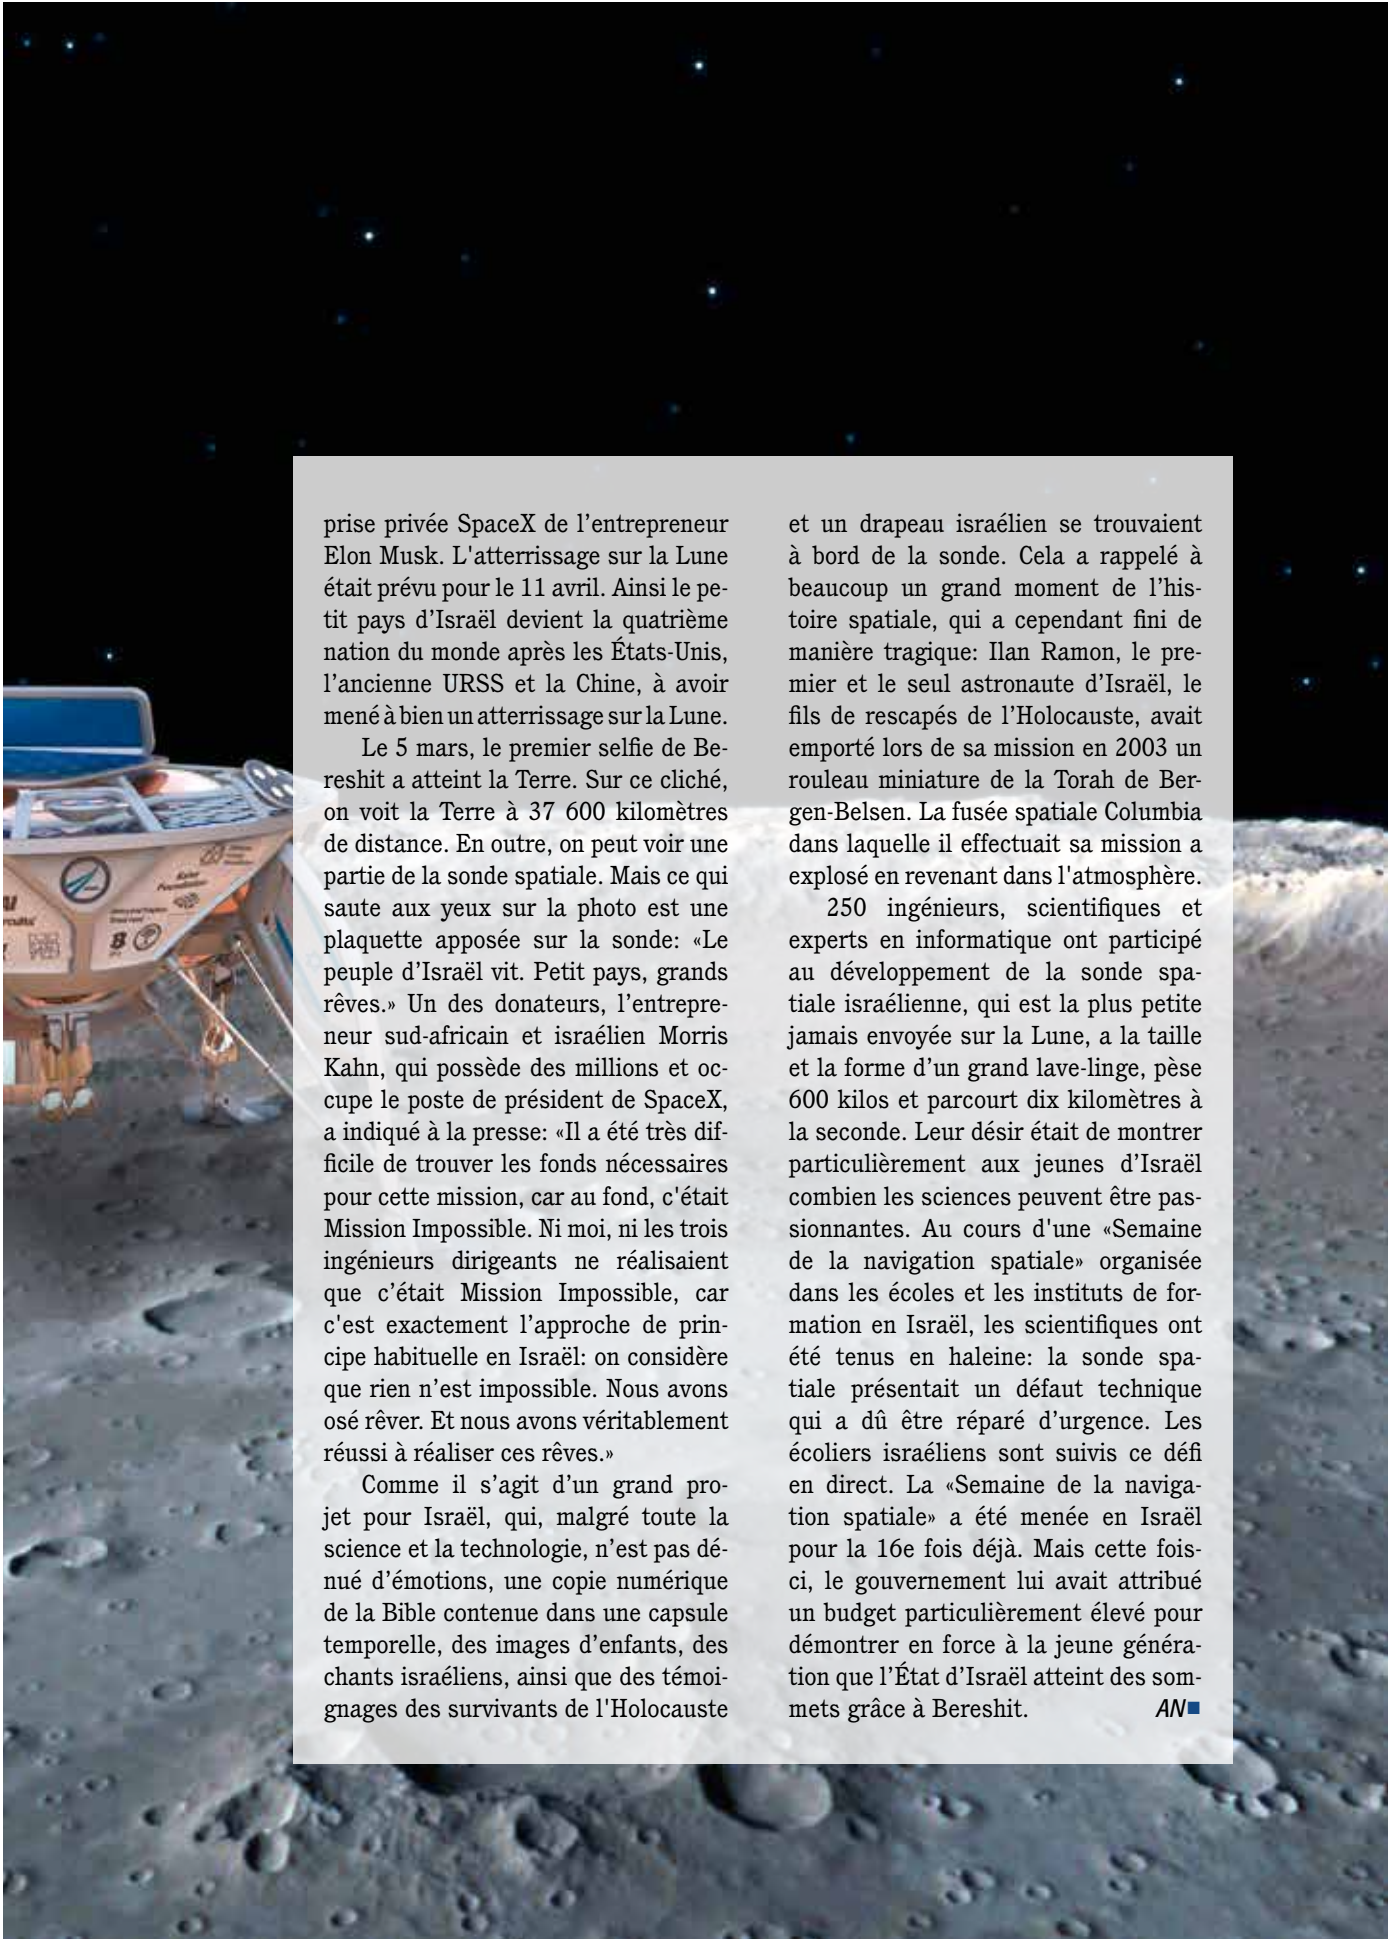 prise privée SpaceX de l’entrepreneur
Elon Musk. L'atterrissage sur la Lune
était prévu pour le 11 avril. Ainsi le pe-
tit pays d’Israël devient la quatrième
nation du monde après les États-Unis,
l’ancienne URSS et la Chine, à avoir
mené à bien un atterrissage sur la Lune.
Le 5 mars, le premier selfie de Be-
reshit a atteint la Terre. Sur ce cliché,
on voit la Terre à 37 600 kilomètres
de distance. En outre, on peut voir une
partie de la sonde spatiale. Mais ce qui
saute aux yeux sur la photo est une
plaquette apposée sur la sonde: «Le
peuple d’Israël vit. Petit pays, grands
rêves.» Un des donateurs, l’entrepre-
neur sud-africain et israélien Morris
Kahn, qui possède des millions et oc-
cupe le poste de président de SpaceX,
a indiqué à la presse: «Il a été très dif-
ficile de trouver les fonds nécessaires
pour cette mission, car au fond, c'était
Mission Impossible. Ni moi, ni les trois
ingénieurs dirigeants ne réalisaient
que c’était Mission Impossible, car
c'est exactement l’approche de prin-
cipe habituelle en Israël: on considère
que rien n’est impossible. Nous avons
osé rêver. Et nous avons véritablement
réussi à réaliser ces rêves.»
Comme il s’agit d’un grand pro-
jet pour Israël, qui, malgré toute la
science et la technologie, n’est pas dé-
nué d’émotions, une copie numérique
de la Bible contenue dans une capsule
temporelle, des images d’enfants, des
chants israéliens, ainsi que des témoi-
gnages des survivants de l'Holocauste
et un drapeau israélien se trouvaient
à bord de la sonde. Cela a rappelé à
beaucoup un grand moment de l’his-
toire spatiale, qui a cependant fini de
manière tragique: Ilan Ramon, le pre-
mier et le seul astronaute d’Israël, le
fils de rescapés de l’Holocauste, avait
emporté lors de sa mission en 2003 un
rouleau miniature de la Torah de Ber-
gen-Belsen. La fusée spatiale Columbia
dans laquelle il effectuait sa mission a
explosé en revenant dans l'atmosphère.
250 ingénieurs, scientifiques et
experts en informatique ont participé
au développement de la sonde spa-
tiale israélienne, qui est la plus petite
jamais envoyée sur la Lune, a la taille
et la forme d’un grand lave-linge, pèse
600 kilos et parcourt dix kilomètres à
la seconde. Leur désir était de montrer
particulièrement aux jeunes d’Israël
combien les sciences peuvent être pas-
sionnantes. Au cours d'une «Semaine
de la navigation spatiale» organisée
dans les écoles et les instituts de for-
mation en Israël, les scientifiques ont
été tenus en haleine: la sonde spa-
tiale présentait un défaut technique
qui a dû être réparé d’urgence. Les
écoliers israéliens sont suivis ce défi
en direct. La «Semaine de la naviga-
tion spatiale» a été menée en Israël
pour la 16e fois déjà. Mais cette fois-
ci, le gouvernement lui avait attribué
un budget particulièrement élevé pour
démontrer en force à la jeune généra-
tion que l’État d’Israël atteint des som-
mets grâce à Bereshit.
AN